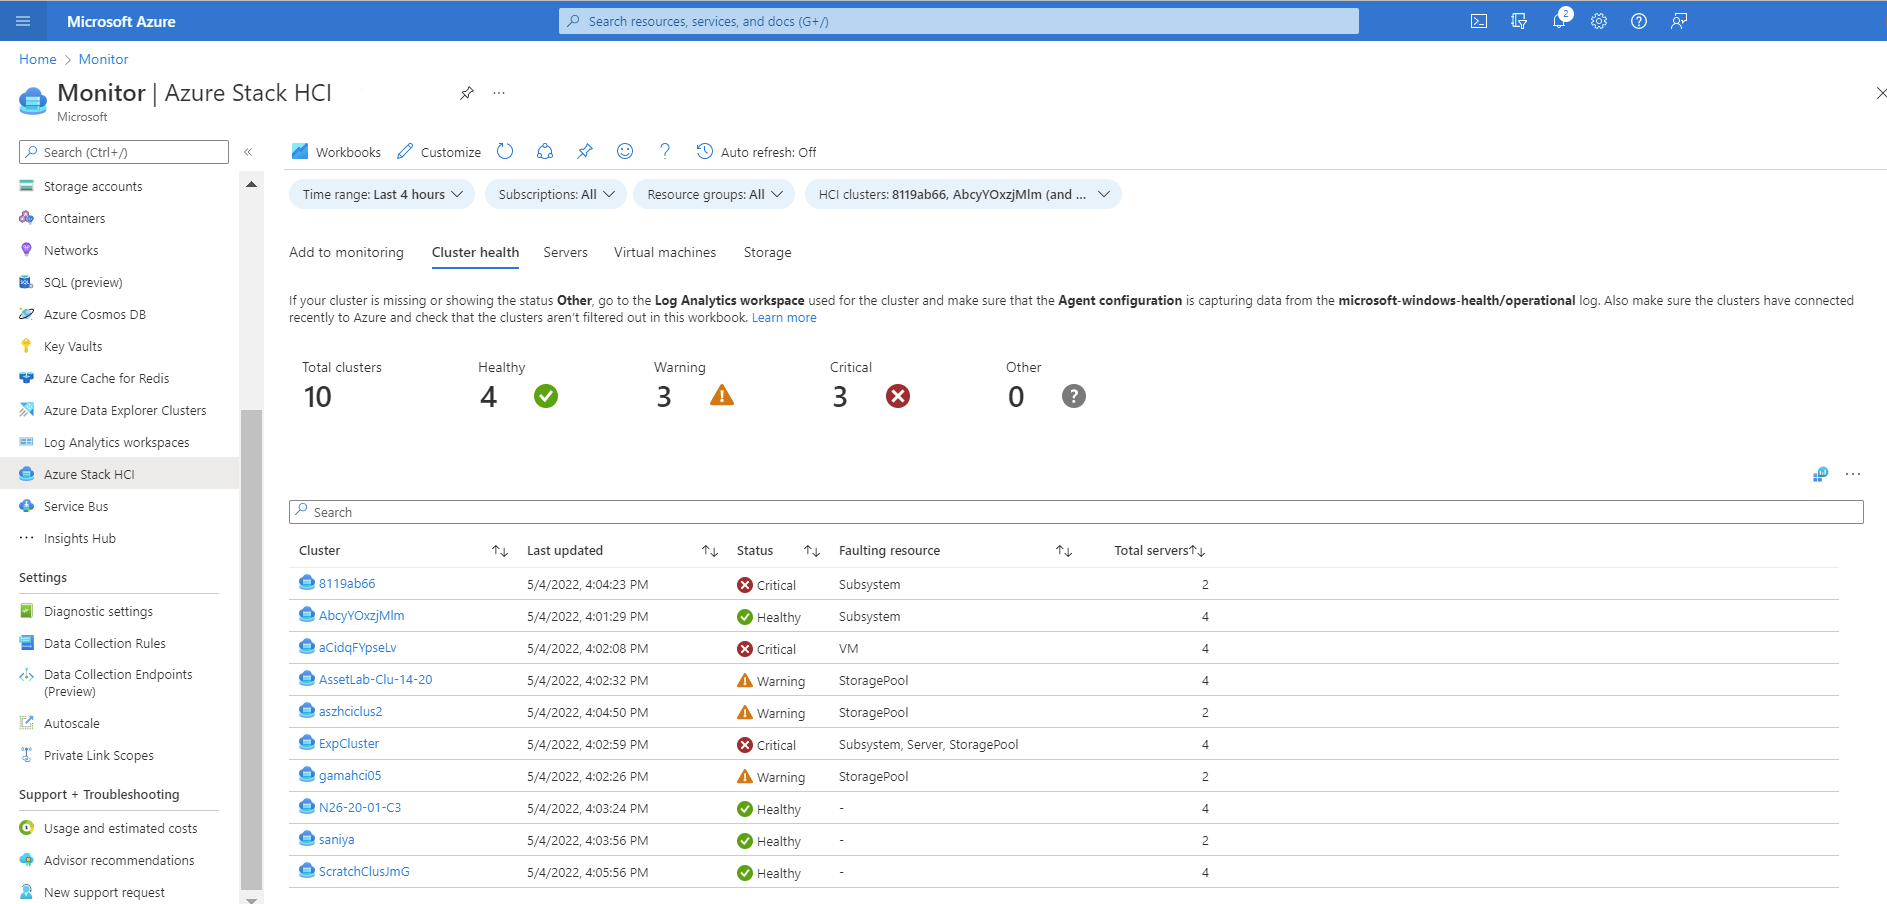 Microsoft Azure
Search resources, services, and docs (G+/)
2
Home > Monitor
Monitor | Azure Stack HCI
Microsoft
Search (Ctrl+/)
Storage accounts
Containers
Networks
SQL (preview)
Azure Cosmos DB
Key Vaults
Azure Cache for Redis
Azure Data Explorer Clusters
Log Analytics workspaces
Azure Stack HCI
Service Bus
Insights Hub
Settings
Diagnostic settings
Data Collection Rules
Data Collection Endpoints
(Preview)
Autoscale
Private Link Scopes
Support + Troubleshooting
Usage and estimated costs
Advisor recommendations
New support request
Workbooks Customize Auto refresh: Off
Time range: Last 4 hours Subscriptions: All Resource groups: All HCI clusters: 8119ab66, AbcyYOxzjMlm (and ...
Add to monitoring Cluster health Servers Virtual machines Storage
If your cluster is missing or showing the status Other, go to the Log Analytics workspace used for the cluster and make sure that the Agent configuration is capturing data from the microsoft-windows-health/operational log. Also make sure the clusters have connected
recently to Azure and check that the clusters aren't filtered out in this workbook. Learn more
Total clusters Healthy Warning Critical Other
10 4 3 3 0
Search
Cluster Last updated Status Faulting resource Total servers
8119ab66 5/4/2022, 4:04:23 PM Critical Subsystem 2
AbcyYOxzjMlm 5/4/2022, 4:01:29 PM Healthy Subsystem 4
aCidqFYpseLv 5/4/2022, 4:02:08 PM Critical VM 4
AssetLab-Clu-14-20 5/4/2022, 4:02:32 PM Warning StoragePool 4
aszhciclus2 5/4/2022, 4:04:50 PM Warning StoragePool 2
ExpCluster 5/4/2022, 4:02:59 PM Critical Subsystem, Server, StoragePool 4
gamahci05 5/4/2022, 4:02:26 PM Warning StoragePool 2
N26-20-01-C3 5/4/2022, 4:03:24 PM Healthy - 4
saniya 5/4/2022, 4:03:56 PM Healthy - 2
ScratchClusJmG 5/4/2022, 4:05:56 PM Healthy - 4